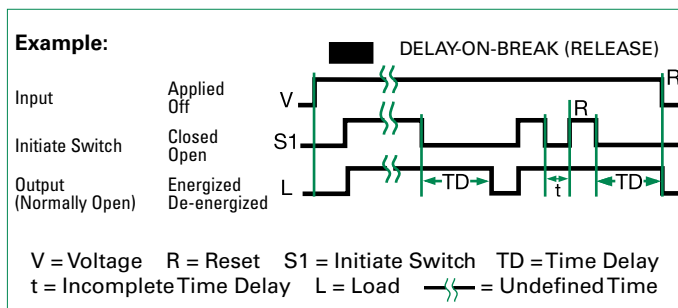 Example:
DELAY-ON-BREAK (RELEASE)
Input
Applied
Off
V
R
Initiate Switch
Closed
Open
S1
R
Output
(Normally Open)
Energized
De-energized
L
TD
t
TD
V = Voltage R = Reset S1 = Initiate Switch TD = Time Delay
t = Incomplete Time Delay L = Load = Undefined Time